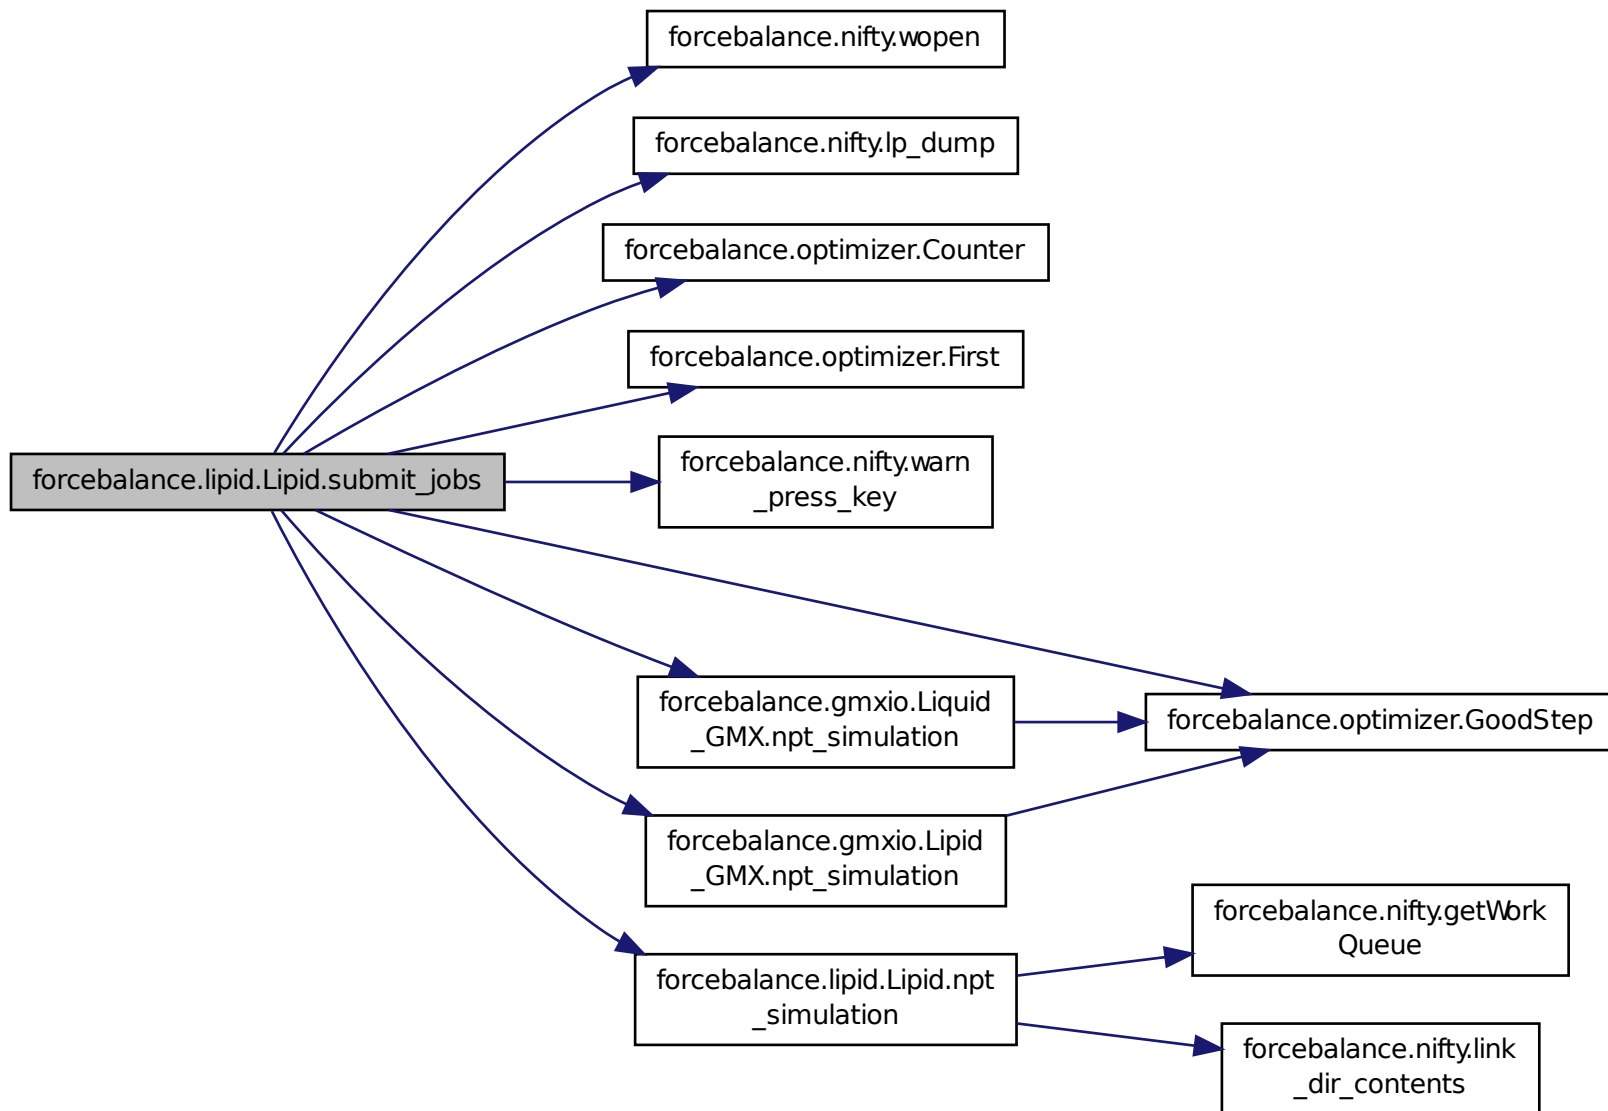 forcebalance.nifty.wopen
forcebalance.nifty.lp_dump
forcebalance.optimizer.Counter
forcebalance.optimizer.First
forcebalance.lipid.Lipid.submit_jobs
forcebalance.nifty.warn
_press_key
forcebalance.gmxio.Liquid
_GMX.npt_simulation
forcebalance.optimizer.GoodStep
forcebalance.gmxio.Lipid
_GMX.npt_simulation
forcebalance.nifty.getWork
Queue
forcebalance.lipid.Lipid.npt
_simulation
forcebalance.nifty.link
_dir_contents